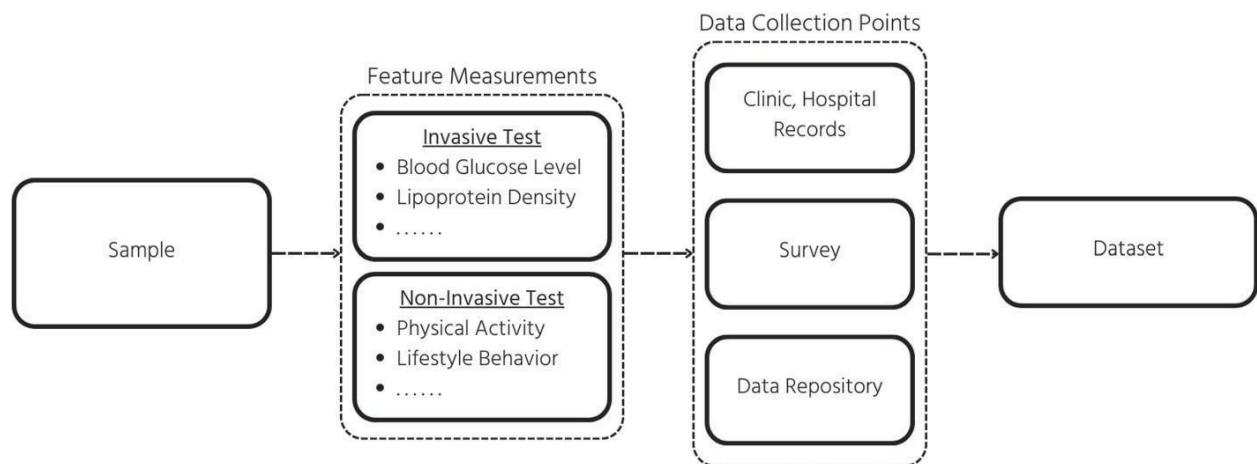 Data Collection Points
Feature Measurements
Clinic, Hospital
Records
Invasive Test
• Blood Glucose Level
• Lipoprotein Density
• ......
Sample
Survey
Dataset
Non-Invasive Test
• Physical Activity
• Lifestyle Behavior
• ......
Data Repository